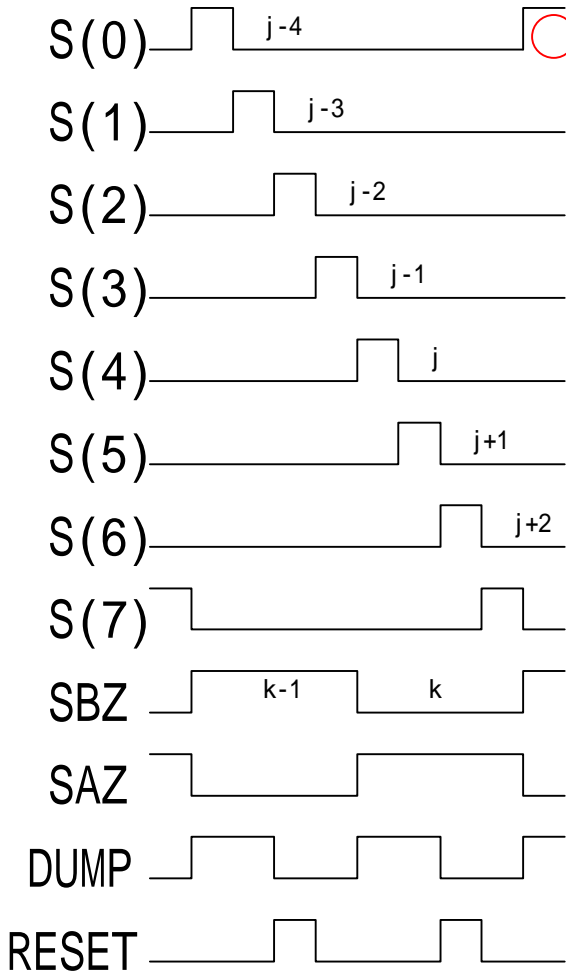 S(0) j-4
S(1) j-3
S(2) j-2
S(3) j-1
S(4) j
S(5) j+1
S(6) j+2
S(7)
SBZ k-1 k
SAZ
DUMP
RESET